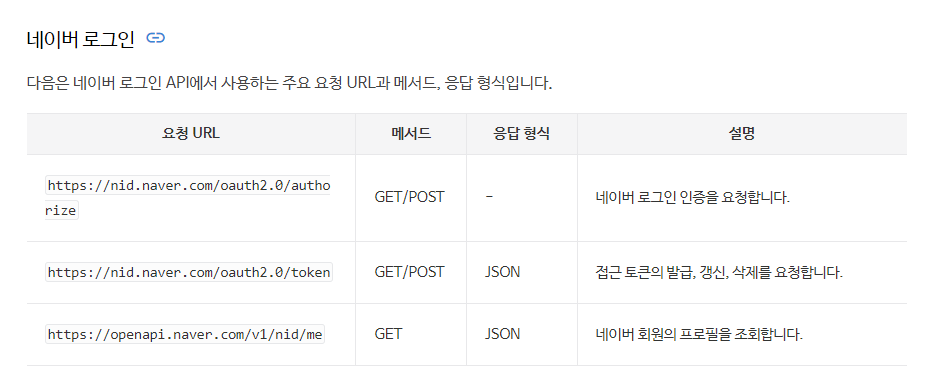 네이버 로그인
다음은 네이버 로그인 API에서 사용하는 주요 요청 URL과 메서드, 응답 형식입니다.
요청 URL 메서드 응답 형식 설명
https://nid.naver.com/oauth2.0/autho
rize GET/POST - 네이버 로그인 인증을 요청합니다.
https://nid.naver.com/oauth2.0/token GET/POST JSON 접근 토큰의 발급, 갱신, 삭제를 요청합니다.
https://openapi.naver.com/v1/nid/me GET JSON 네이버 회원의 프로필을 조회합니다.